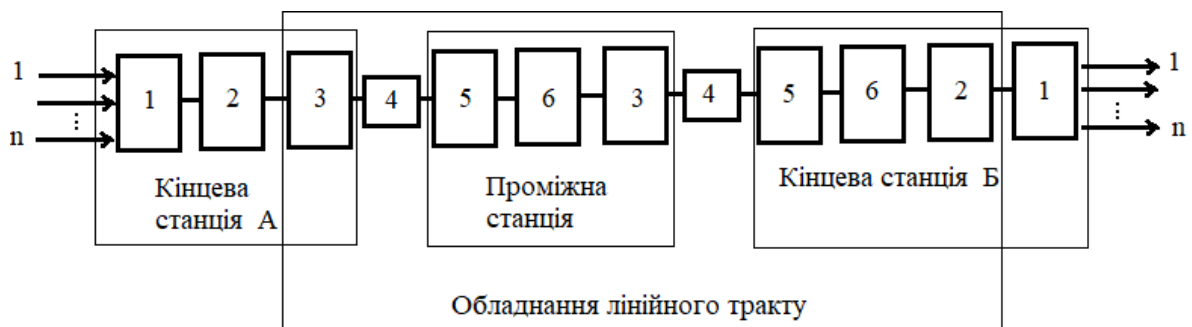 1
n
⋮
1
2
3
4
5
6
3
4
5
6
2
1
1
n
⋮
Кінцева
станція А
Проміжна
станція
Кінцева станція Б
Обладнання лінійного тракту